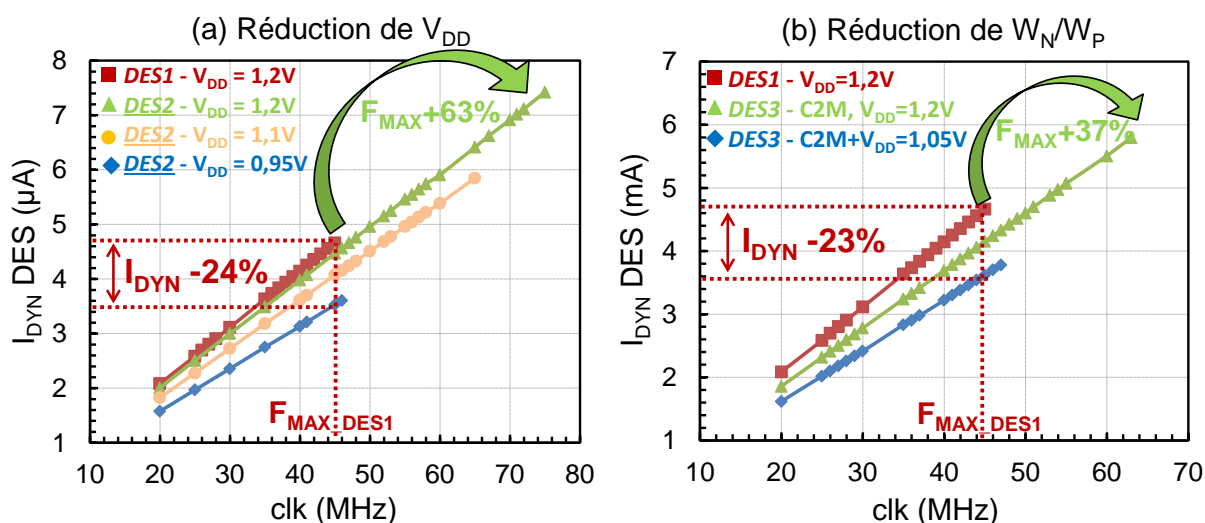 (a) Réduction de VDD
8
7
6
5
4
3
2
1
IDYN DES (µA)
DES1 - VDD = 1,2V
DES2 - VDD = 1,2V
DES2 - VDD = 1,1V
DES2 - VDD = 0,95V
FMAX+63%
IDYN -24%
FMAX_DES1
10 20 30 40 50 60 70 80
clk (MHz)
(b) Réduction de WN/WP
7
6
5
4
3
2
1
IDYN DES (mA)
DES1 - VDD=1,2V
DES3 - C2M, VDD=1,2V
DES3 - C2M+VDD=1,05V
FMAX+37%
IDYN -23%
FMAX_DES1
10 20 30 40 50 60 70
clk (MHz)